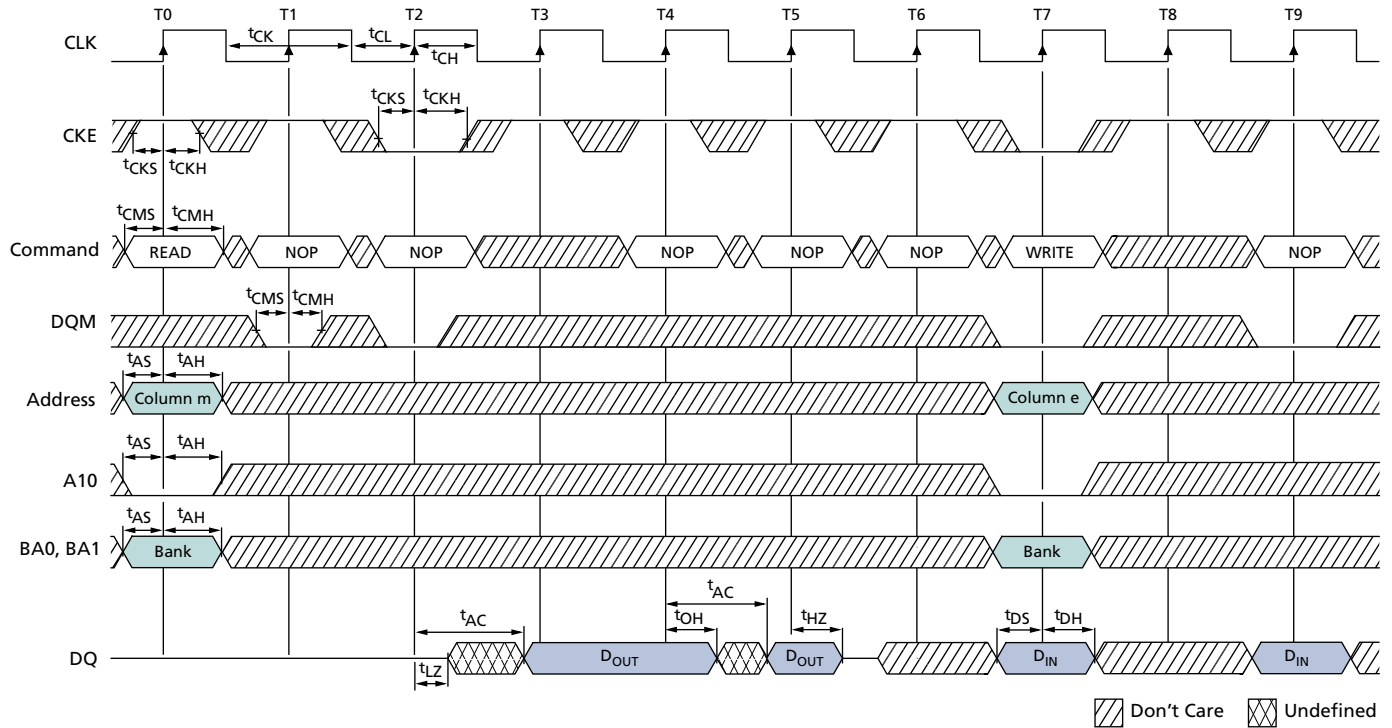 T0 T1 T2 T3 T4 T5 T6 T7 T8 T9
CLK tCK tCL tCH
tCKS tCKH
CKE
tCKS tCKH
tCMS tCMH
Command READ NOP NOP NOP NOP NOP WRITE NOP
tCMS tCMH
DQM
tAS tAH
Address Column m Column e
tAS tAH
A10
tAS tAH
BA0, BA1 Bank Bank
tAC
tAC tOH tHZ tDS tDH
DQ DOUT DOUT DIN DIN
tLZ
Don't Care Undefined